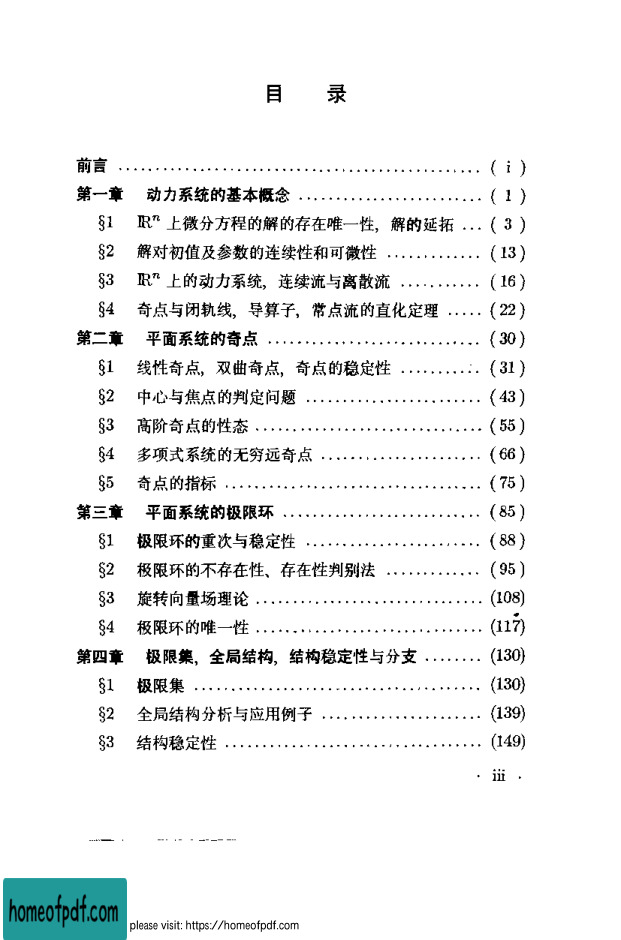 目 录
前言 ................................................ ( i )
第一章 动力系统的基本概念 ......................... ( 1 )
§1 ℝⁿ 上微分方程的解的存在唯一性, 解的延拓 ... ( 3 )
§2 解对初值及参数的连续性和可微性 ............. ( 13 )
§3 ℝⁿ 上的动力系统, 连续流与离散流 ........... ( 16 )
§4 奇点与闭轨线, 导算子, 常点流的直化定理 ..... ( 22 )
第二章 平面系统的奇点 ............................. ( 30 )
§1 线性奇点, 双曲奇点, 奇点的稳定性 ........... ( 31 )
§2 中心与焦点的判定问题 ........................ ( 43 )
§3 高阶奇点的性态 ............................... ( 55 )
§4 多项式系统的无穷远奇点 ...................... ( 66 )
§5 奇点的指标 ................................... ( 75 )
第三章 平面系统的极限环 ........................... ( 85 )
§1 极限环的重次与稳定性 ........................ ( 88 )
§2 极限环的不存在性、存在性判别法 ............. ( 95 )
§3 旋转向量场理论 ............................... (108)
§4 极限环的唯一性 ............................... (117)
第四章 极限集, 全局结构, 结构稳定性与分支 ........ (130)
§1 极限集 ....................................... (130)
§2 全局结构分析与应用例子 ...................... (139)
§3 结构稳定性 ................................... (149)
· iii ·
homeofpdf.com
please visit: https://homeofpdf.com